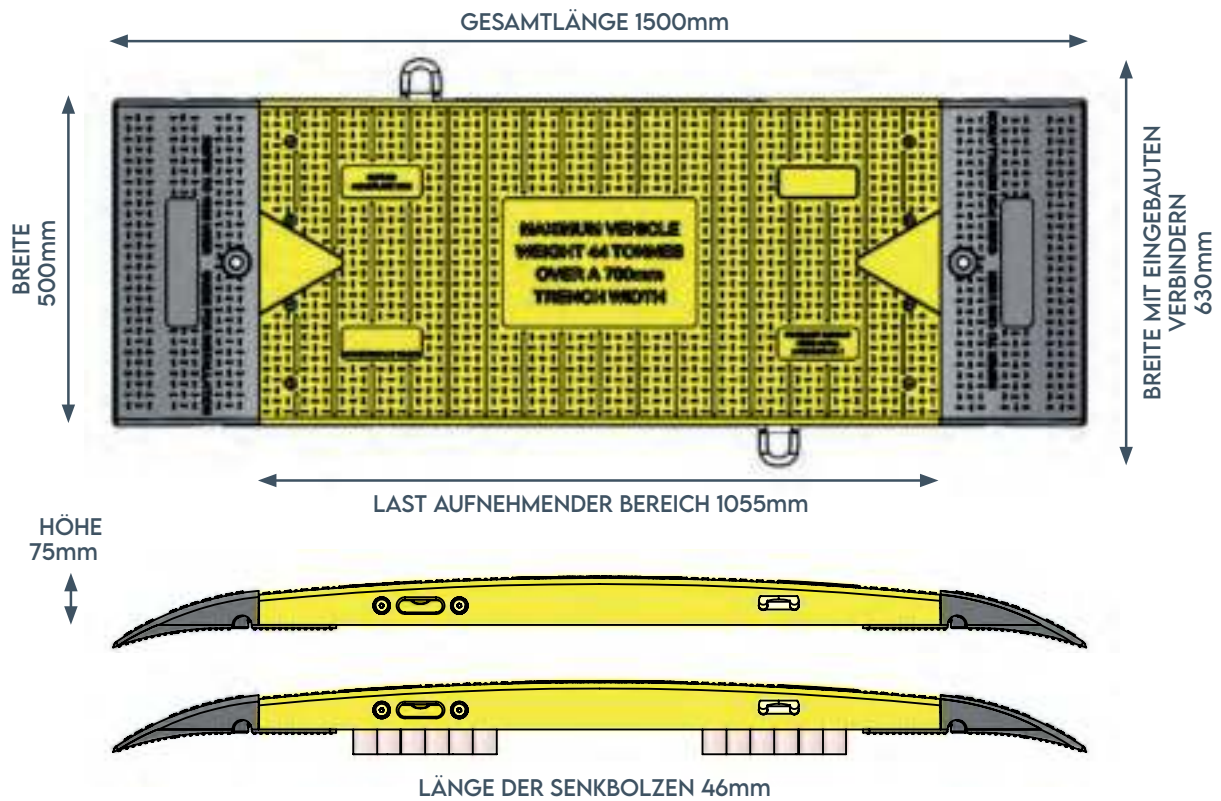 GESAMTLÄNGE 1500mm
BREITE
500mm
MAXIMUM VEHICLE
WEIGHT 44 TONNES
OVER A 700mm
TRENCH WIDTH
BREITE MIT EINGEBAUTEN
VERBINDERN
630mm
LAST AUFNEHMENDER BEREICH 1055mm
HÖHE
75mm
LÄNGE DER SENKBOLZEN 46mm